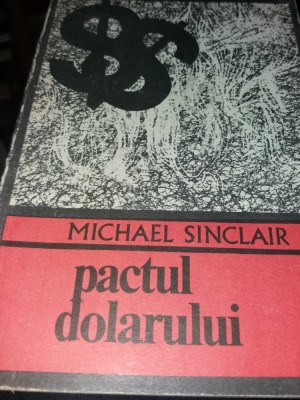 $
MICHAEL SINCLAIR
pactul
dolarului